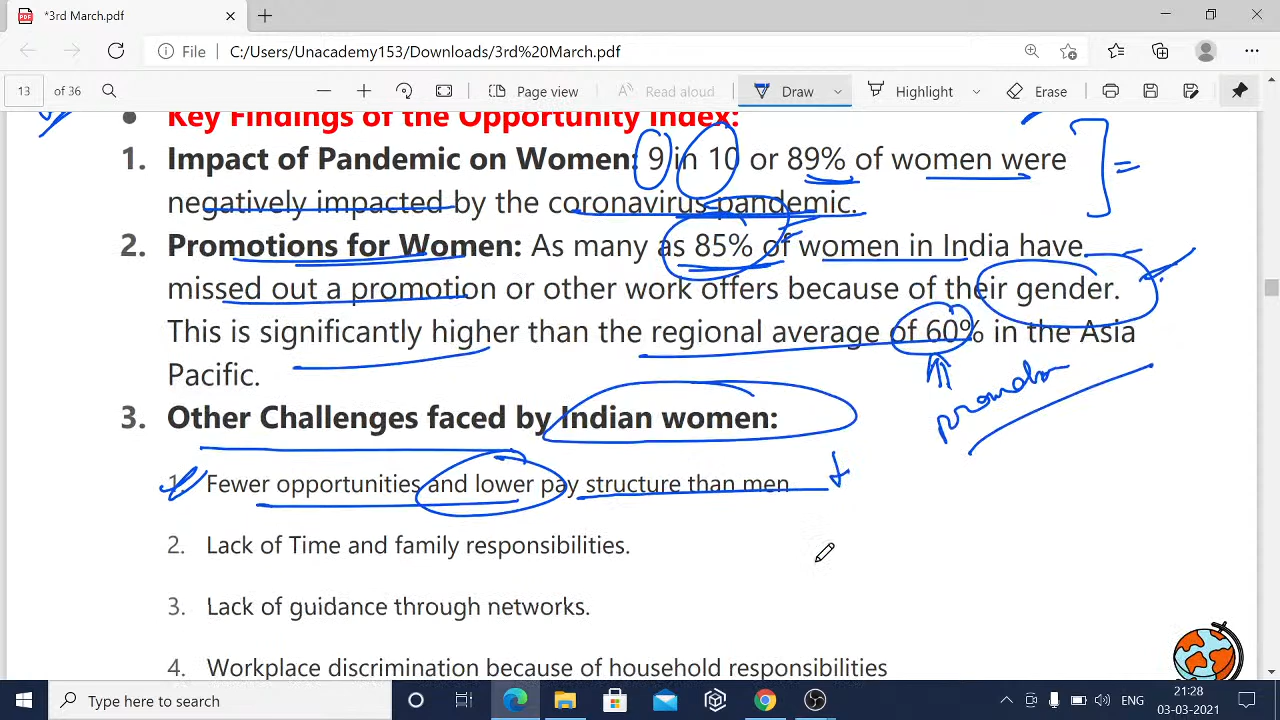 *3rd March.pdf
File C:/Users/Unacademy153/Downloads/3rd%20March.pdf
13 of 36 Page view Read aloud Draw Highlight Erase
Key Findings of the Opportunity Index:
1. Impact of Pandemic on Women: 9 in 10 or 89% of women were
negatively impacted by the coronavirus pandemic.
2. Promotions for Women: As many as 85% of women in India have
missed out a promotion or other work offers because of their gender.
This is significantly higher than the regional average of 60% in the Asia
Pacific.
3. Other Challenges faced by Indian women:
1. Fewer opportunities and lower pay structure than men
2. Lack of Time and family responsibilities.
3. Lack of guidance through networks.
4. Workplace discrimination because of household responsibilities
Type here to search
ENG
21:28
03-03-2021